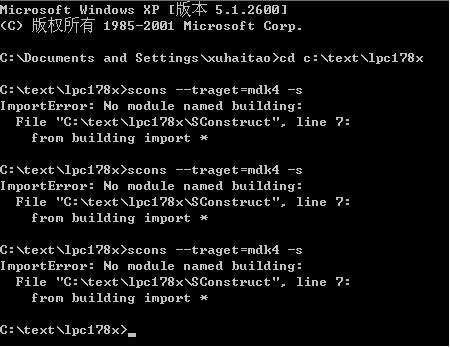 Microsoft Windows XP [版本 5.1.2600]
(C) 版权所有 1985-2001 Microsoft Corp.
C:\Documents and Settings\xuhaitao>cd c:\text\lpc178x
C:\text\lpc178x>scons --traget=mdk4 -s
ImportError: No module named building:
File "C:\text\lpc178x\SConstruct", line 7:
from building import *
C:\text\lpc178x>scons --traget=mdk4 -s
ImportError: No module named building:
File "C:\text\lpc178x\SConstruct", line 7:
from building import *
C:\text\lpc178x>scons --traget=mdk4 -s
ImportError: No module named building:
File "C:\text\lpc178x\SConstruct", line 7:
from building import *
C:\text\lpc178x>_